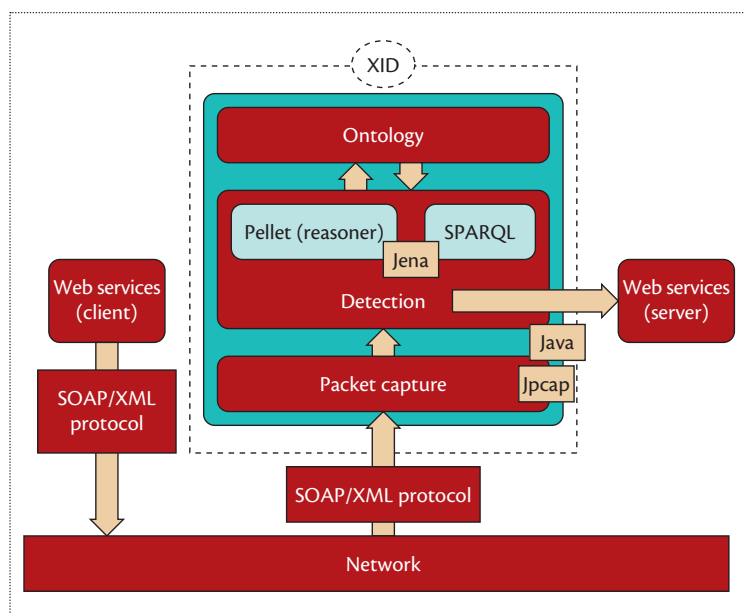 XID
Ontology
Pellet (reasoner)
SPARQL
Jena
Detection
Web services
(client)
Web services
(server)
Java
Packet capture
Jpcap
SOAP/XML
protocol
SOAP/XML protocol
Network